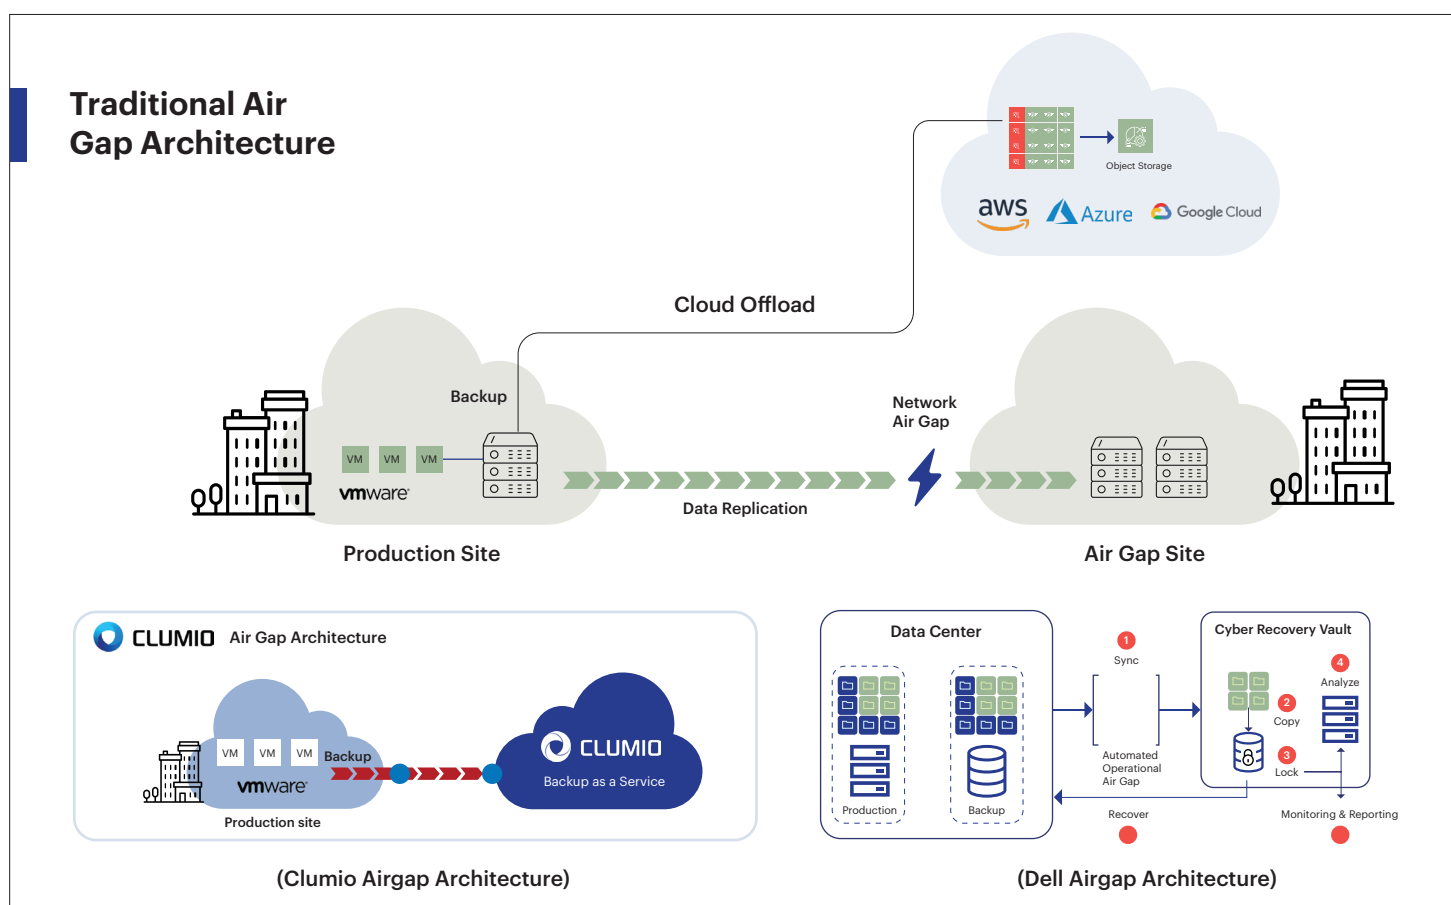 Traditional Air
Gap Architecture
Object Storage
aws
Azure
Google Cloud
Cloud Offload
Backup
VM VM VM
vmware®
Network
Air Gap
Data Replication
Production Site
Air Gap Site
CLUMIO Air Gap Architecture
VM VM VM
vmware®
Backup
Production site
CLUMIO
Backup as a Service
(Clumio Airgap Architecture)
Data Center
Production
Backup
1
Sync
Automated
Operational
Air Gap
Recover
Cyber Recovery Vault
4
Analyze
2
Copy
3
Lock
Monitoring & Reporting
(Dell Airgap Architecture)